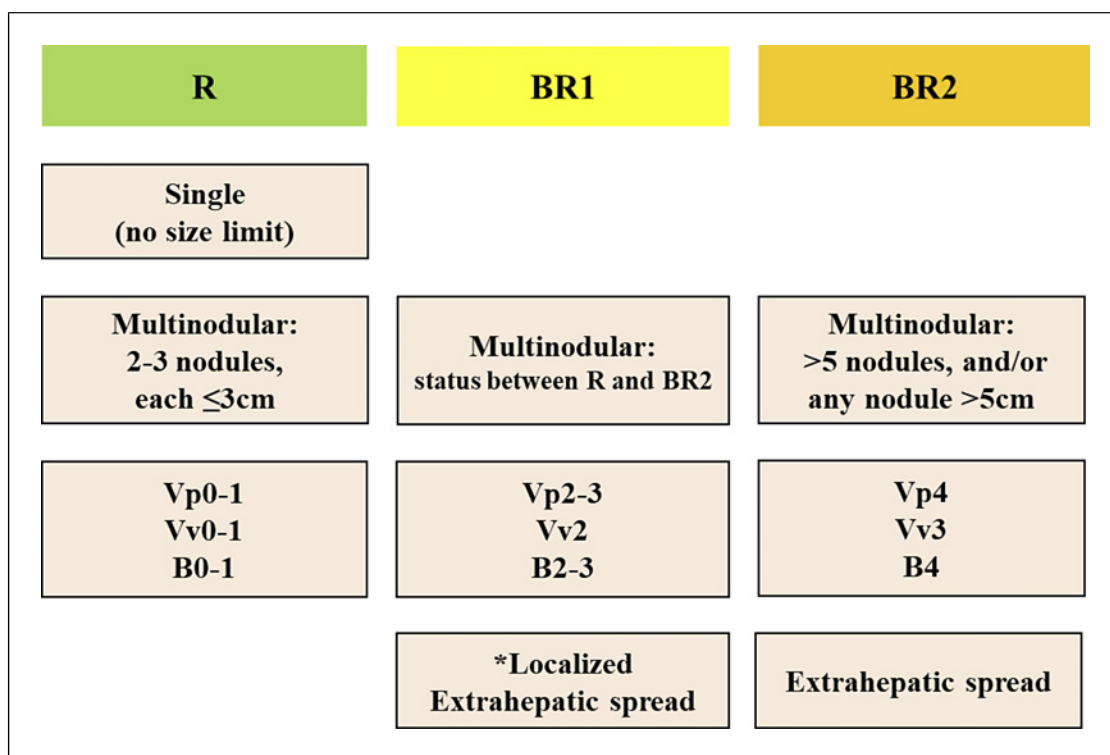 R
BR1
BR2
Single
(no size limit)
Multinodular:
2-3 nodules,
each ≤3cm
Multinodular:
status between R and BR2
Multinodular:
>5 nodules, and/or
any nodule >5cm
Vp0-1
Vv0-1
B0-1
Vp2-3
Vv2
B2-3
Vp4
Vv3
B4
*Localized
Extrahepatic spread
Extrahepatic spread